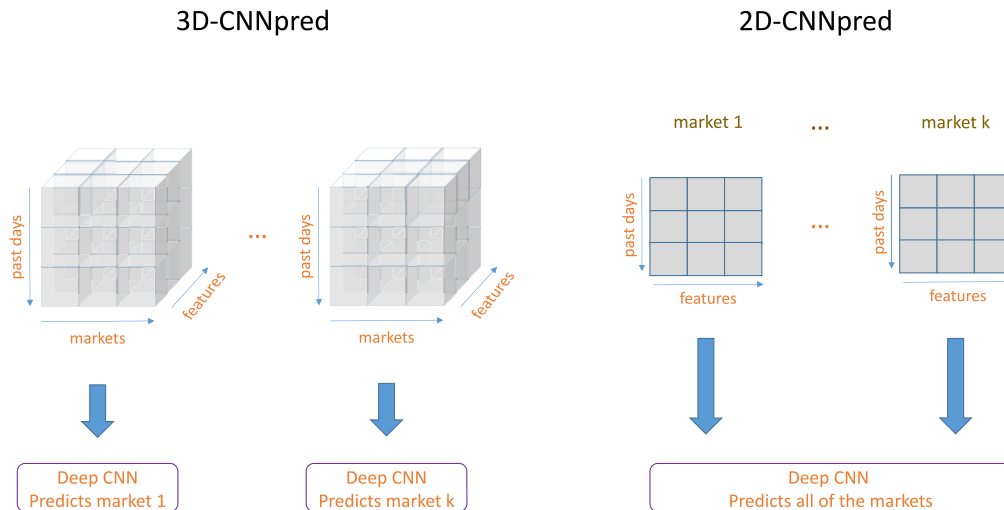 3D-CNNpred
2D-CNNpred
market 1
...
market k
past days
markets
features
...
past days
markets
features
past days
features
...
past days
features
Deep CNN
Predicts market 1
Deep CNN
Predicts market k
Deep CNN
Predicts all of the markets